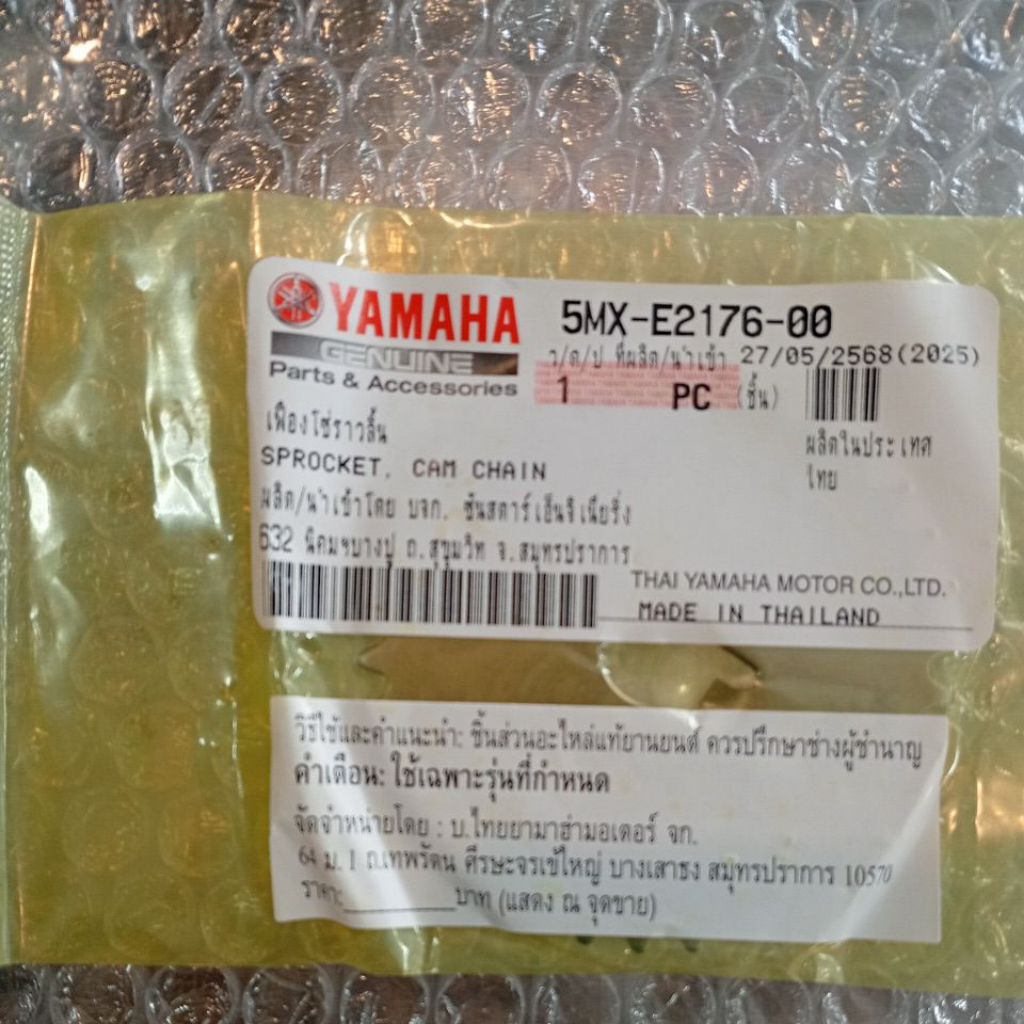 YAMAHA
GENUINE
Parts & Accessories
5MX-E2176-00
ว/ด/ป ที่ผลิต/นำเข้า 27/05/2568(2025)
1 PC (ชิ้น)
เฟืองโซ่ราวลิ้น
ผลิตในประเทศ
ไทย
SPROCKET, CAM CHAIN
ผลิต/นำเข้าโดย บจก. ซันสตาร์เอ็นจิเนียริ่ง
632 นิคมฯบางปู ถ.สุขุมวิท จ.สมุทรปราการ
THAI YAMAHA MOTOR CO.,LTD.
MADE IN THAILAND
วิธีใช้และคำแนะนำ: ชิ้นส่วนอะไหล่แท้ยานยนต์ ควรปรึกษาช่างผู้ชำนาญ
คำเตือน: ใช้เฉพาะรุ่นที่กำหนด
จัดจำหน่ายโดย : บ.ไทยยามาฮ่ามอเตอร์ จก.
64 ม.1 ถ.เทพรัตน ศีรษะจรเข้ใหญ่ บางเสาธง สมุทรปราการ 10570
ราคา:__________บาท (แสดง ณ จุดขาย)